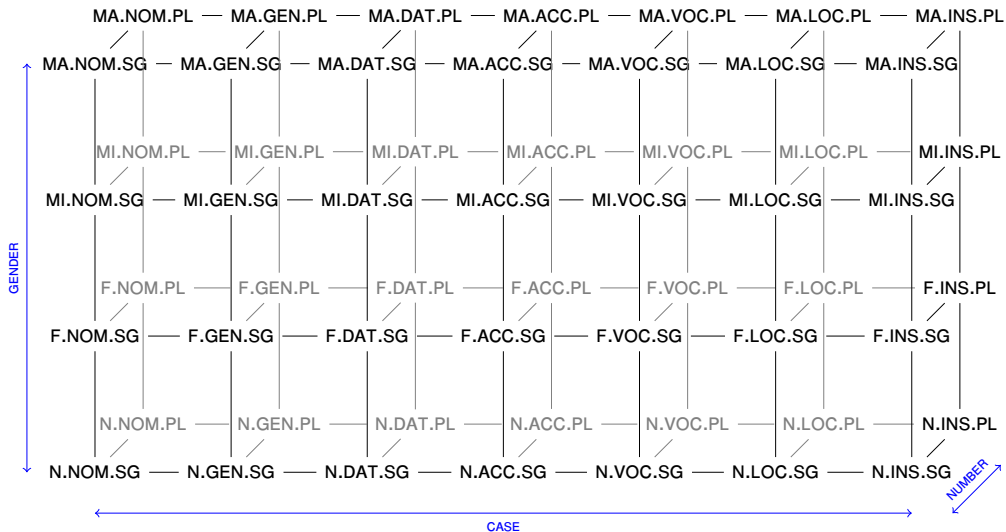 MA.NOM.PL MA.GEN.PL MA.DAT.PL MA.ACC.PL MA.VOC.PL MA.LOC.PL MA.INS.PL
MA.NOM.SG MA.GEN.SG MA.DAT.SG MA.ACC.SG MA.VOC.SG MA.LOC.SG MA.INS.SG
MI.NOM.PL MI.GEN.PL MI.DAT.PL MI.ACC.PL MI.VOC.PL MI.LOC.PL MI.INS.PL
MI.NOM.SG MI.GEN.SG MI.DAT.SG MI.ACC.SG MI.VOC.SG MI.LOC.SG MI.INS.SG
GENDER
F.NOM.PL F.GEN.PL F.DAT.PL F.ACC.PL F.VOC.PL F.LOC.PL F.INS.PL
F.NOM.SG F.GEN.SG F.DAT.SG F.ACC.SG F.VOC.SG F.LOC.SG F.INS.SG
N.NOM.PL N.GEN.PL N.DAT.PL N.ACC.PL N.VOC.PL N.LOC.PL N.INS.PL
N.NOM.SG N.GEN.SG N.DAT.SG N.ACC.SG N.VOC.SG N.LOC.SG N.INS.SG
NUMBER
CASE